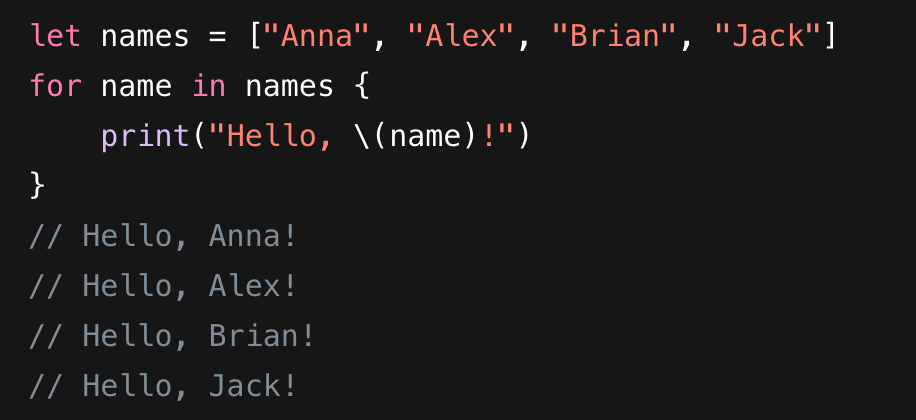 let names = ["Anna", "Alex", "Brian", "Jack"]
for name in names {
    print("Hello, \(name)!")
}
// Hello, Anna!
// Hello, Alex!
// Hello, Brian!
// Hello, Jack!